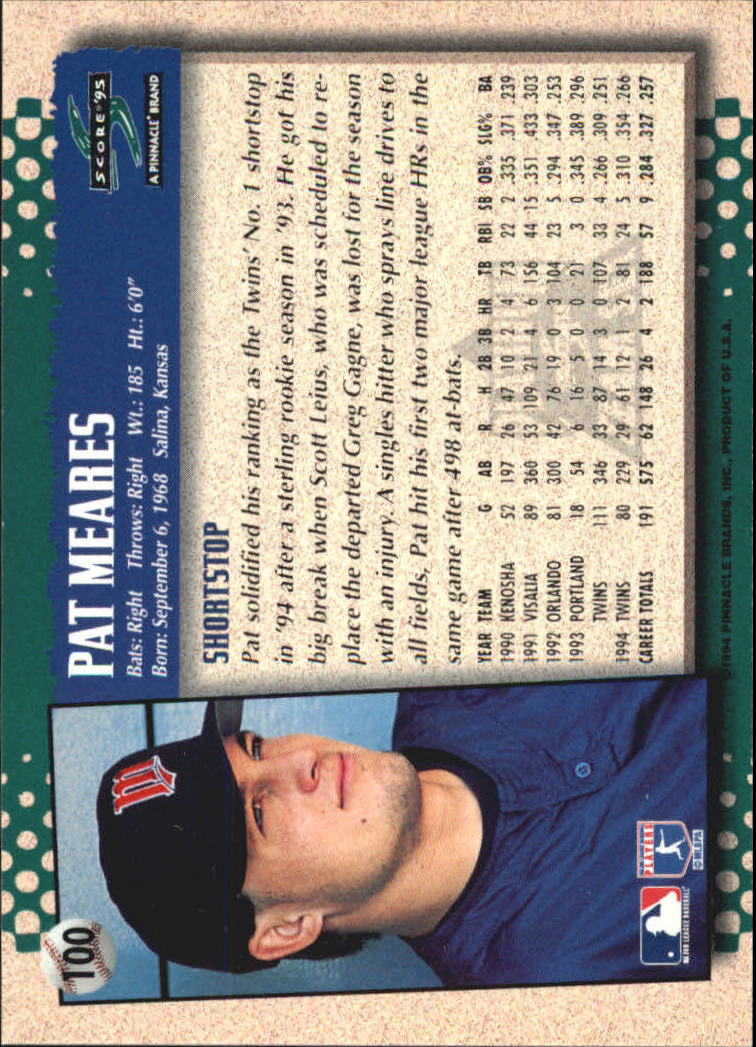 100
PAT MEARES
Bats: Right Throws: Right Wt.: 185 Ht.: 6'0"
Born: September 6, 1968 Salina, Kansas
SCORE '95
A PINNACLE BRAND
SHORTSTOP
Pat solidified his ranking as the Twins' No. 1 shortstop
in '94 after a sterling rookie season in '93. He got his
big break when Scott Leius, who was scheduled to re-
place the departed Greg Gagne, was lost for the season
with an injury. A singles hitter who sprays line drives to
all fields, Pat hit his first two major league HRs in the
same game after 498 at-bats.
YEAR TEAM G AB R H 2B 3B HR TB RBI SB OB% SLG% BA
1990 KENOSHA 52 197 26 47 10 2 4 73 22 2 .335 .371 .239
1991 VISALIA 89 360 53 109 21 4 6 156 44 15 .351 .433 .303
1992 ORLANDO 81 300 42 76 19 0 3 104 23 5 .294 .347 .253
1993 PORTLAND 18 54 6 16 5 0 0 21 3 0 .345 .389 .296
TWINS 111 346 33 87 14 3 0 107 33 4 .266 .309 .251
1994 TWINS 80 229 29 61 12 1 2 81 24 5 .310 .354 .266
CAREER TOTALS 191 575 62 148 26 4 2 188 57 9 .284 .327 .257
M
MAJOR LEAGUE BASEBALL
PLAYERS
© MLBPA
©1994 PINNACLE BRANDS, INC., PRODUCT OF U.S.A.